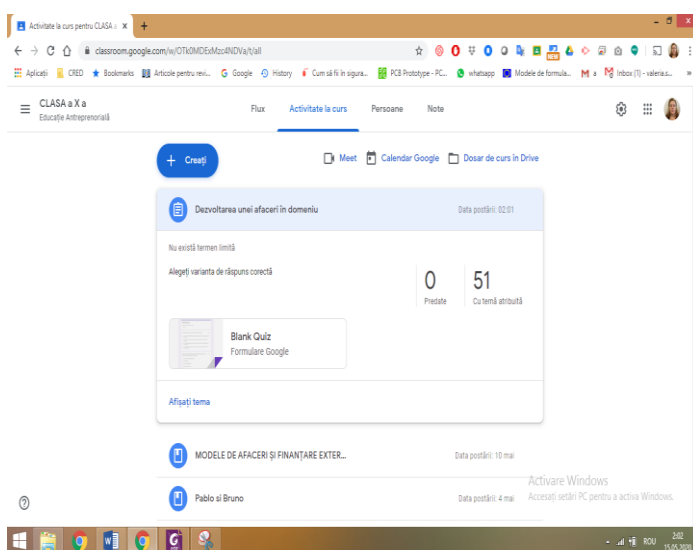 Activitate la curs pentru CLASA a X
classroom.google.com/w/OTk0MDExMzc4NDVa/t/all
Aplicații CRED Bookmarks Articole pentru revi... Google History Cum să fii în sigura... PCB Prototype - PC... whatsapp Modele de formula... a Inbox (1) - valeria.s... »
CLASA a X a
Educație Antreprenorială
Flux Activitate la curs Persoane Note
Creați
Meet Calendar Google Dosar de curs în Drive
Dezvoltarea unei afaceri în domeniu Data postării: 02:01
Nu există termen limită
Alegeți varianta de răspuns corectă
0 51
Predate Cu temă atribuită
Blank Quiz
Formulare Google
Afișați tema
MODELE DE AFACERI ȘI FINANȚARE EXTER... Data postării: 10 mai
Pablo si Bruno Data postării: 4 mai
Activare Windows
Accesați setări PC pentru a activa Windows.
ROU 2:02
15.05.2020